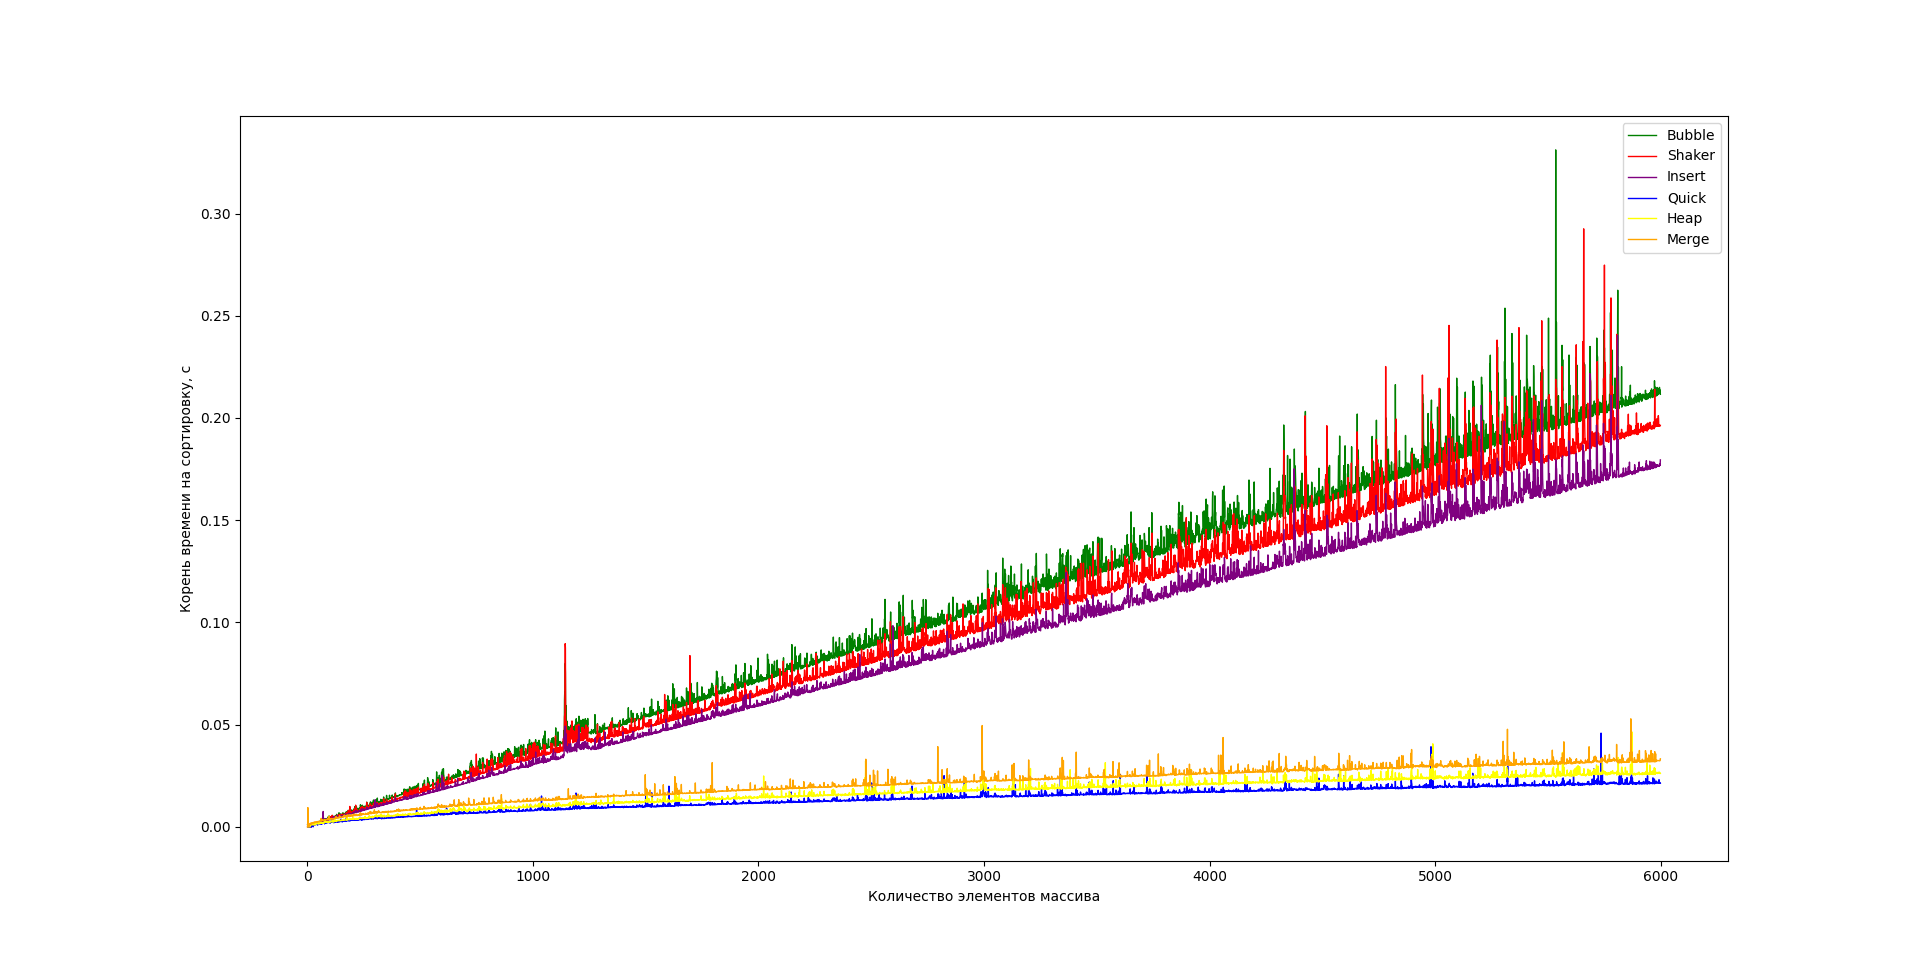 Bubble
Shaker
Insert
Quick
Heap
Merge
Корень времени на сортировку, с
0.30
0.25
0.20
0.15
0.10
0.05
0.00
0 1000 2000 3000 4000 5000 6000
Количество элементов массива